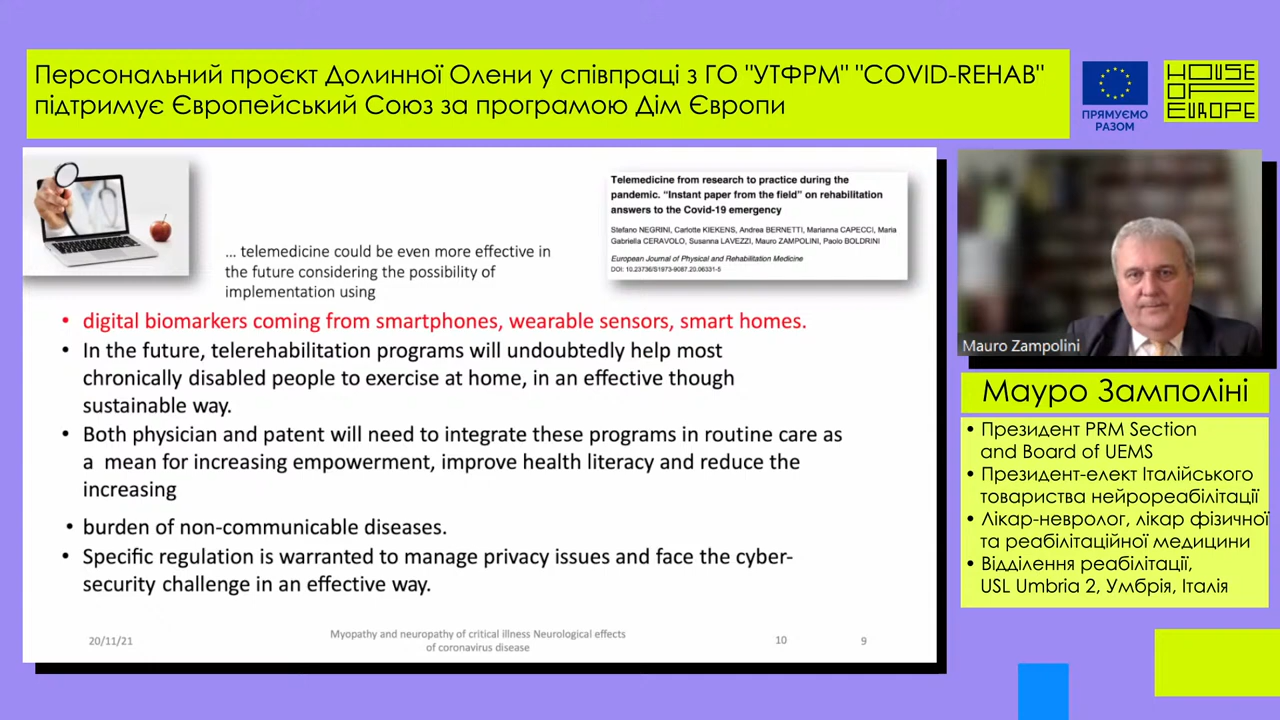 Персональний проєкт Долинної Олени у співпраці з ГО "УТФРМ" "COVID-REHAB"
підтримує Європейський Союз за програмою Дім Європи
ПРЯМУЄМО
РАЗОМ
HOUSE
OF
EUROPE
Telemedicine from research to practice during the
pandemic. “Instant paper from the field” on rehabilitation
answers to the Covid-19 emergency
Stefano NEGRINI, Carlotte KIEKENS, Andrea BERNETTI, Marianna CAPECCI, Maria
Gabriella CERAVOLO, Susanna LAVEZZI, Mauro ZAMPOLINI, Paolo BOLDRINI
European Journal of Physical and Rehabilitation Medicine
DOI: 10.23736/S1973-9087.20.06331-5
... telemedicine could be even more effective in
the future considering the possibility of
implementation using
• digital biomarkers coming from smartphones, wearable sensors, smart homes.
• In the future, telerehabilitation programs will undoubtedly help most
chronically disabled people to exercise at home, in an effective though
sustainable way.
• Both physician and patent will need to integrate these programs in routine care as
a mean for increasing empowerment, improve health literacy and reduce the
increasing
• burden of non-communicable diseases.
• Specific regulation is warranted to manage privacy issues and face the cyber-
security challenge in an effective way.
20/11/21
Myopathy and neuropathy of critical illness Neurological effects
of coronavirus disease
10
9
Mauro Zampolini
Мауро Замполіні
• Президент PRM Section
and Board of UEMS
• Президент-елект Італійського
товариства нейрореабілітації
• Лікар-невролог, лікар фізичної
та реабілітаційної медицини
• Відділення реабілітації,
USL Umbria 2, Умбрія, Італія